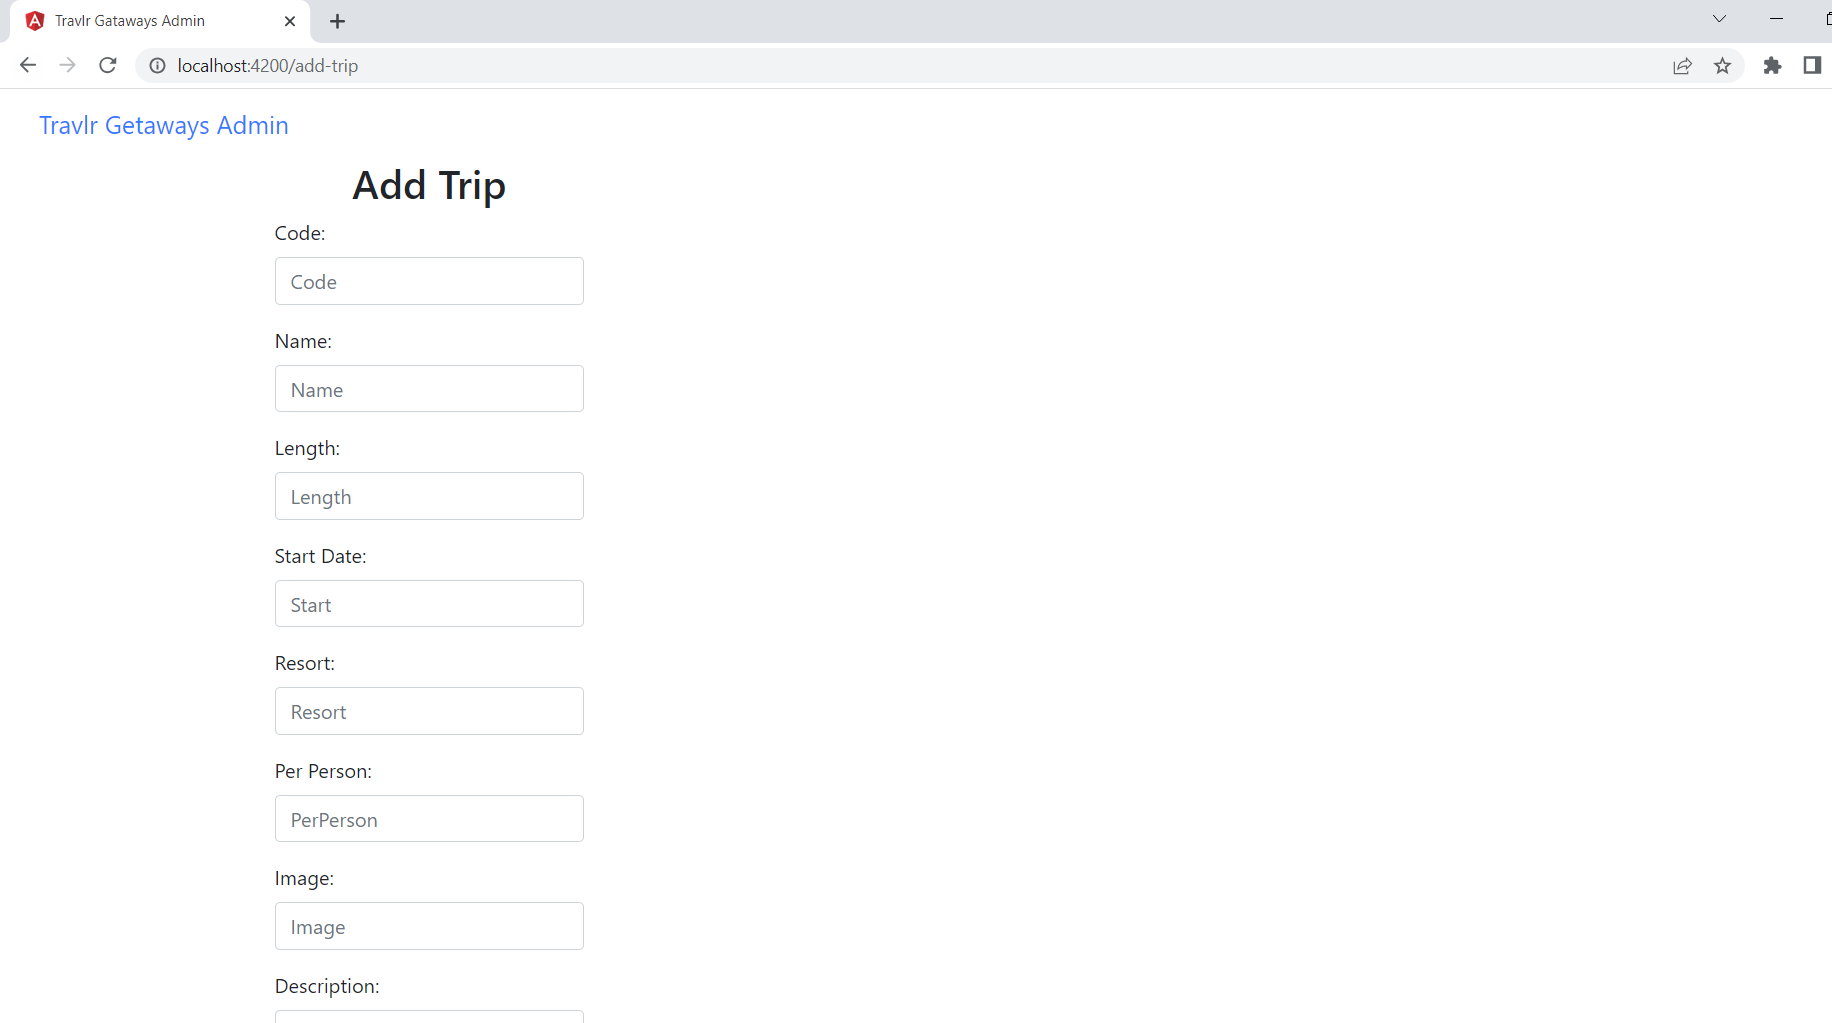 Travlr Gataways Admin
localhost:4200/add-trip
Travlr Getaways Admin
Add Trip
Code:
Code
Name:
Name
Length:
Length
Start Date:
Start
Resort:
Resort
Per Person:
PerPerson
Image:
Image
Description: